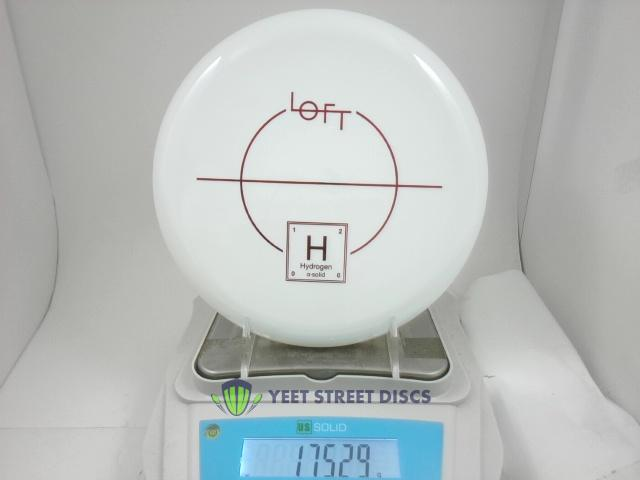 LOFT
1 2
H
Hydrogen
α-solid
0 0
YEET STREET DISCS
US SOLID
175.29 g